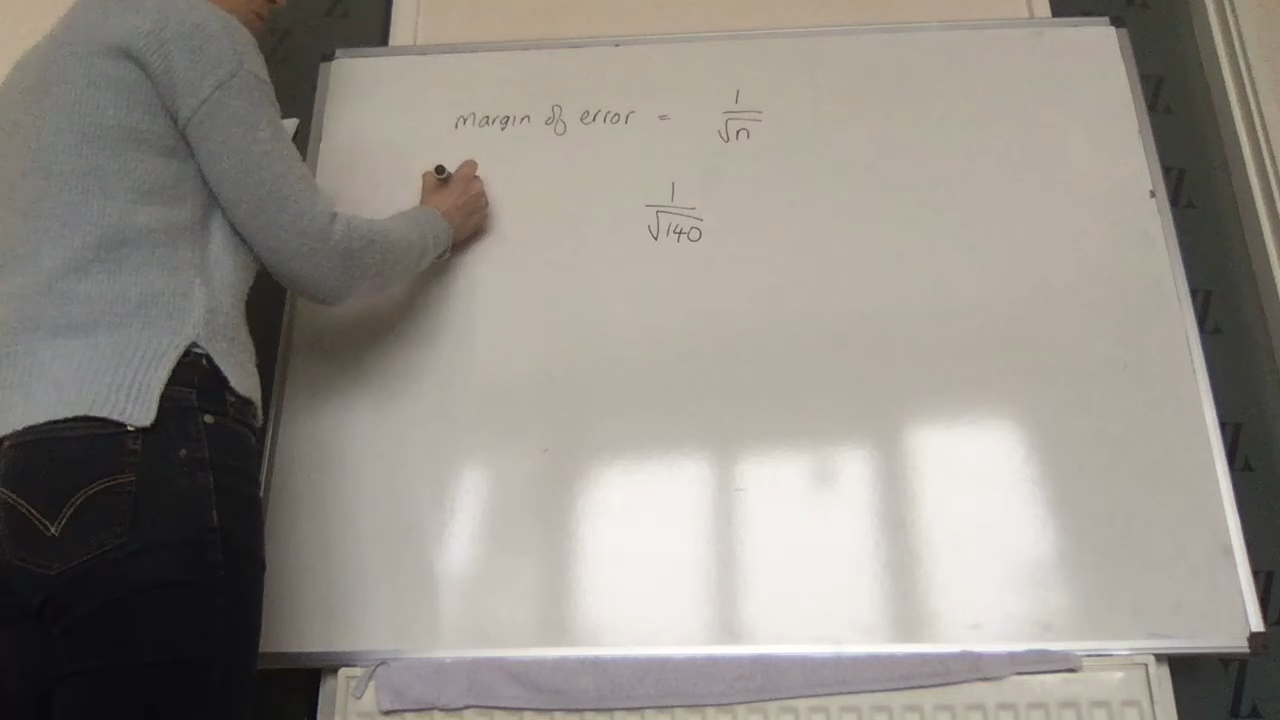 margin of error = 1/√n
1/√140